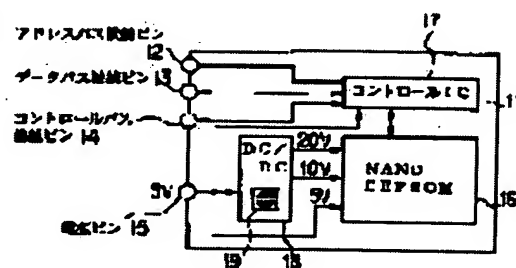 アドレスバス接続ピン
12
17
データバス接続ピン 13
コントロールIC
11
コントロールバス
接続ピン 14
DC/
DC
20V
10V
5V
NAND
EEPROM
16
5V
電源ピン 15
19
18